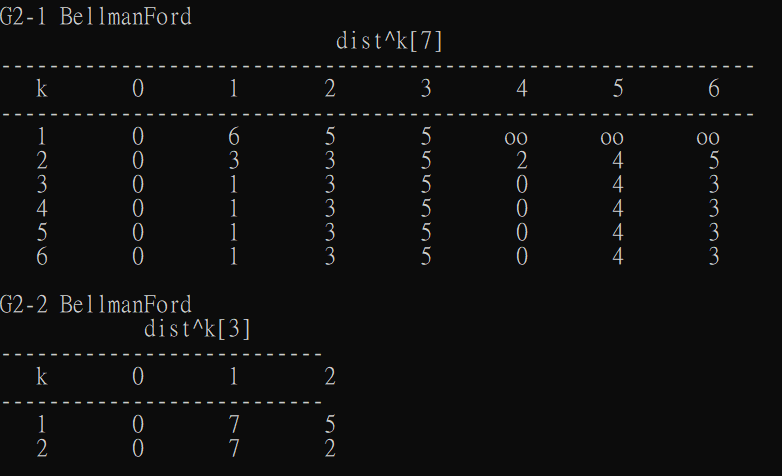 G2-1 BellmanFord
dist^k[7]
---------------------------------------------------------------
k 0 1 2 3 4 5 6
---------------------------------------------------------------
1 0 6 5 5 oo oo oo
2 0 3 3 5 2 4 5
3 0 1 3 5 0 4 3
4 0 1 3 5 0 4 3
5 0 1 3 5 0 4 3
6 0 1 3 5 0 4 3
G2-2 BellmanFord
dist^k[3]
---------------------------
k 0 1 2
---------------------------
1 0 7 5
2 0 7 2